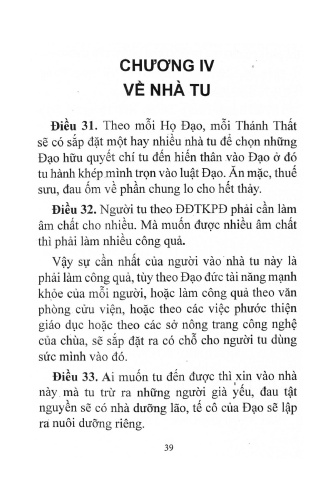 CHƯƠNG IV
VỀ NHÀ TU
Điều 31. Theo mỗi Họ Đạo, mỗi Thánh Thất
sẽ có sắp đặt một hay nhiều nhà tu để chọn những
Đạo hữu quyết chí tu đến hiến thân vào Đạo ở đó
tu hành khép mình trọn vào luật Đạo. Ăn mặc, thuế
sưu, đau ốm về phần chung lo cho hết thảy.
Điều 32. Người tu theo ĐĐTKPĐ phải cần làm
âm chất cho nhiều. Mà muốn được nhiều âm chất
thì phải làm nhiều công quả.
Vậy sự cần nhất của người vào nhà tu này là
phải làm công quả, tùy theo Đạo đức tài năng mạnh
khỏe của mỗi người, hoặc làm công quả theo văn
phòng cửu viện, hoặc theo các việc phước thiện
giáo dục hoặc theo các sở nông trang công nghệ
của chùa, sẽ sắp đặt ra có chỗ cho người tu dùng
sức mình vào đó.
Điều 33. Ai muốn tu đến được thì xin vào nhà
này mà tu trừ ra những người già yếu, đau tật
nguyền sẽ có nhà dưỡng lão, tế cô của Đạo sẽ lập
ra nuôi dưỡng riêng.
39